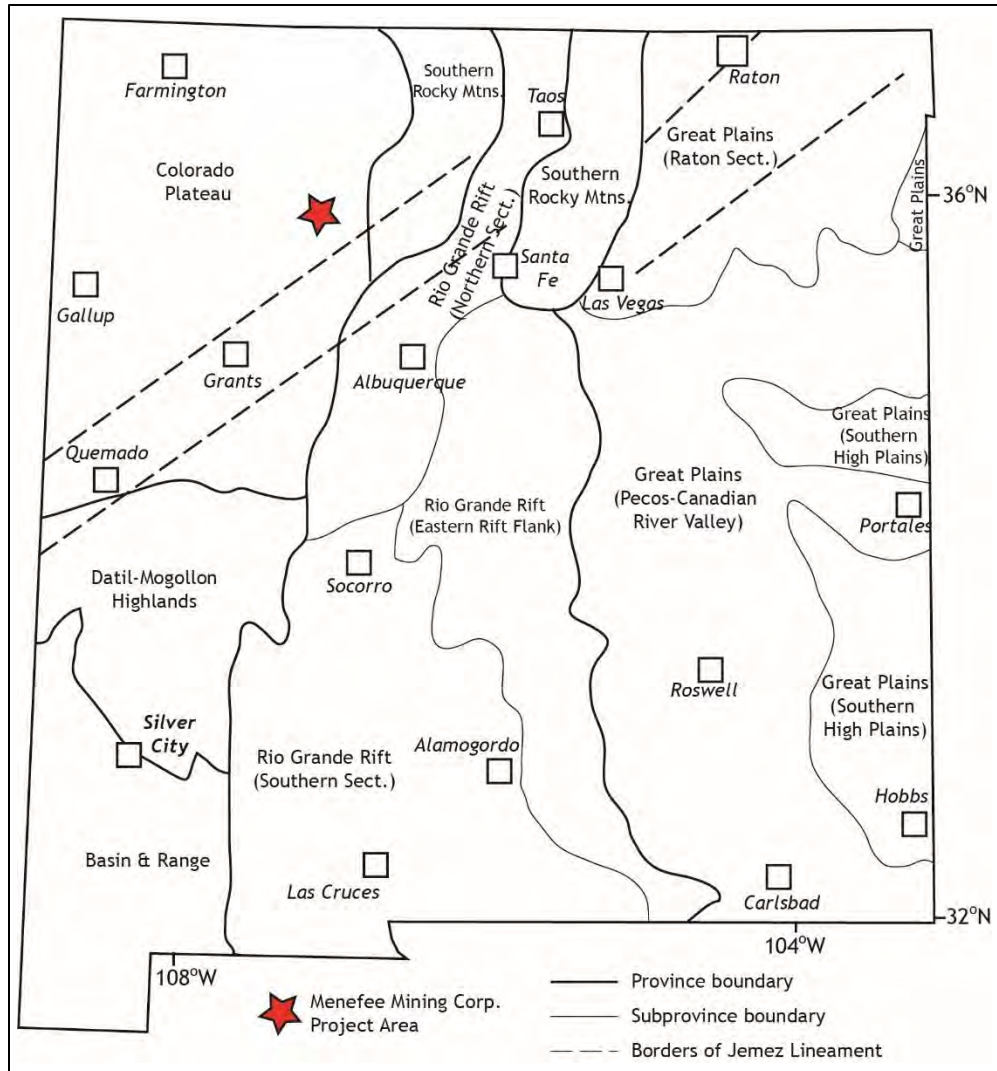 Farmington
Southern
Rocky Mtns.
Taos
Raton
Great Plains
(Raton Sect.)
Colorado
Plateau
Southern
Rocky Mtns.
Great Plains
36°N
Rio Grande Rift
(Northern Sect.)
Santa
Fe
Las Vegas
Gallup
Grants
Albuquerque
Quemado
Great Plains
(Southern
High Plains)
Great Plains
(Pecos-Canadian
River Valley)
Portales
Rio Grande Rift
(Eastern Rift Flank)
Datil-Mogollon
Highlands
Socorro
Roswell
Great Plains
(Southern
High Plains)
Silver
City
Rio Grande Rift
(Southern Sect.)
Alamogordo
Hobbs
Basin & Range
Las Cruces
Carlsbad
32°N
108°W
104°W
Menefee Mining Corp.
Project Area
Province boundary
Subprovince boundary
Borders of Jemez Lineament